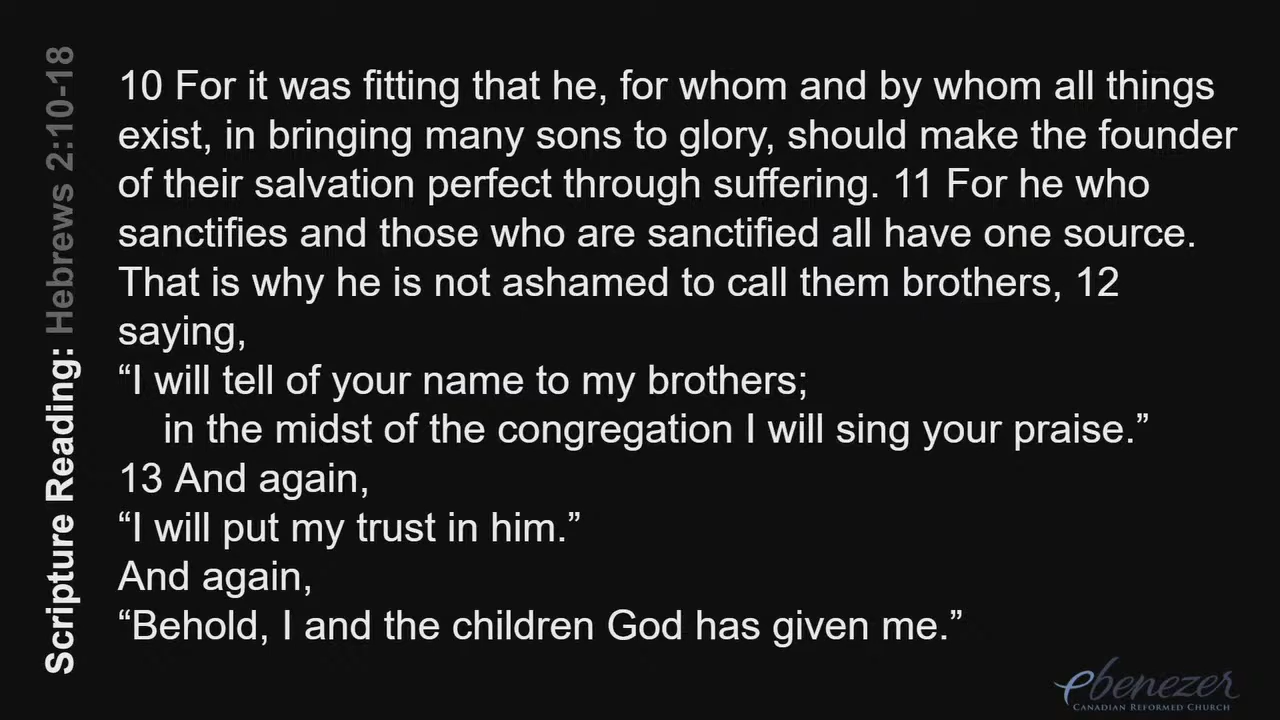 Scripture Reading: Hebrews 2:10-18
10 For it was fitting that he, for whom and by whom all things
exist, in bringing many sons to glory, should make the founder
of their salvation perfect through suffering. 11 For he who
sanctifies and those who are sanctified all have one source.
That is why he is not ashamed to call them brothers, 12
saying,
“I will tell of your name to my brothers;
in the midst of the congregation I will sing your praise.”
13 And again,
“I will put my trust in him.”
And again,
“Behold, I and the children God has given me.”
ebenezer
CANADIAN REFORMED CHURCH